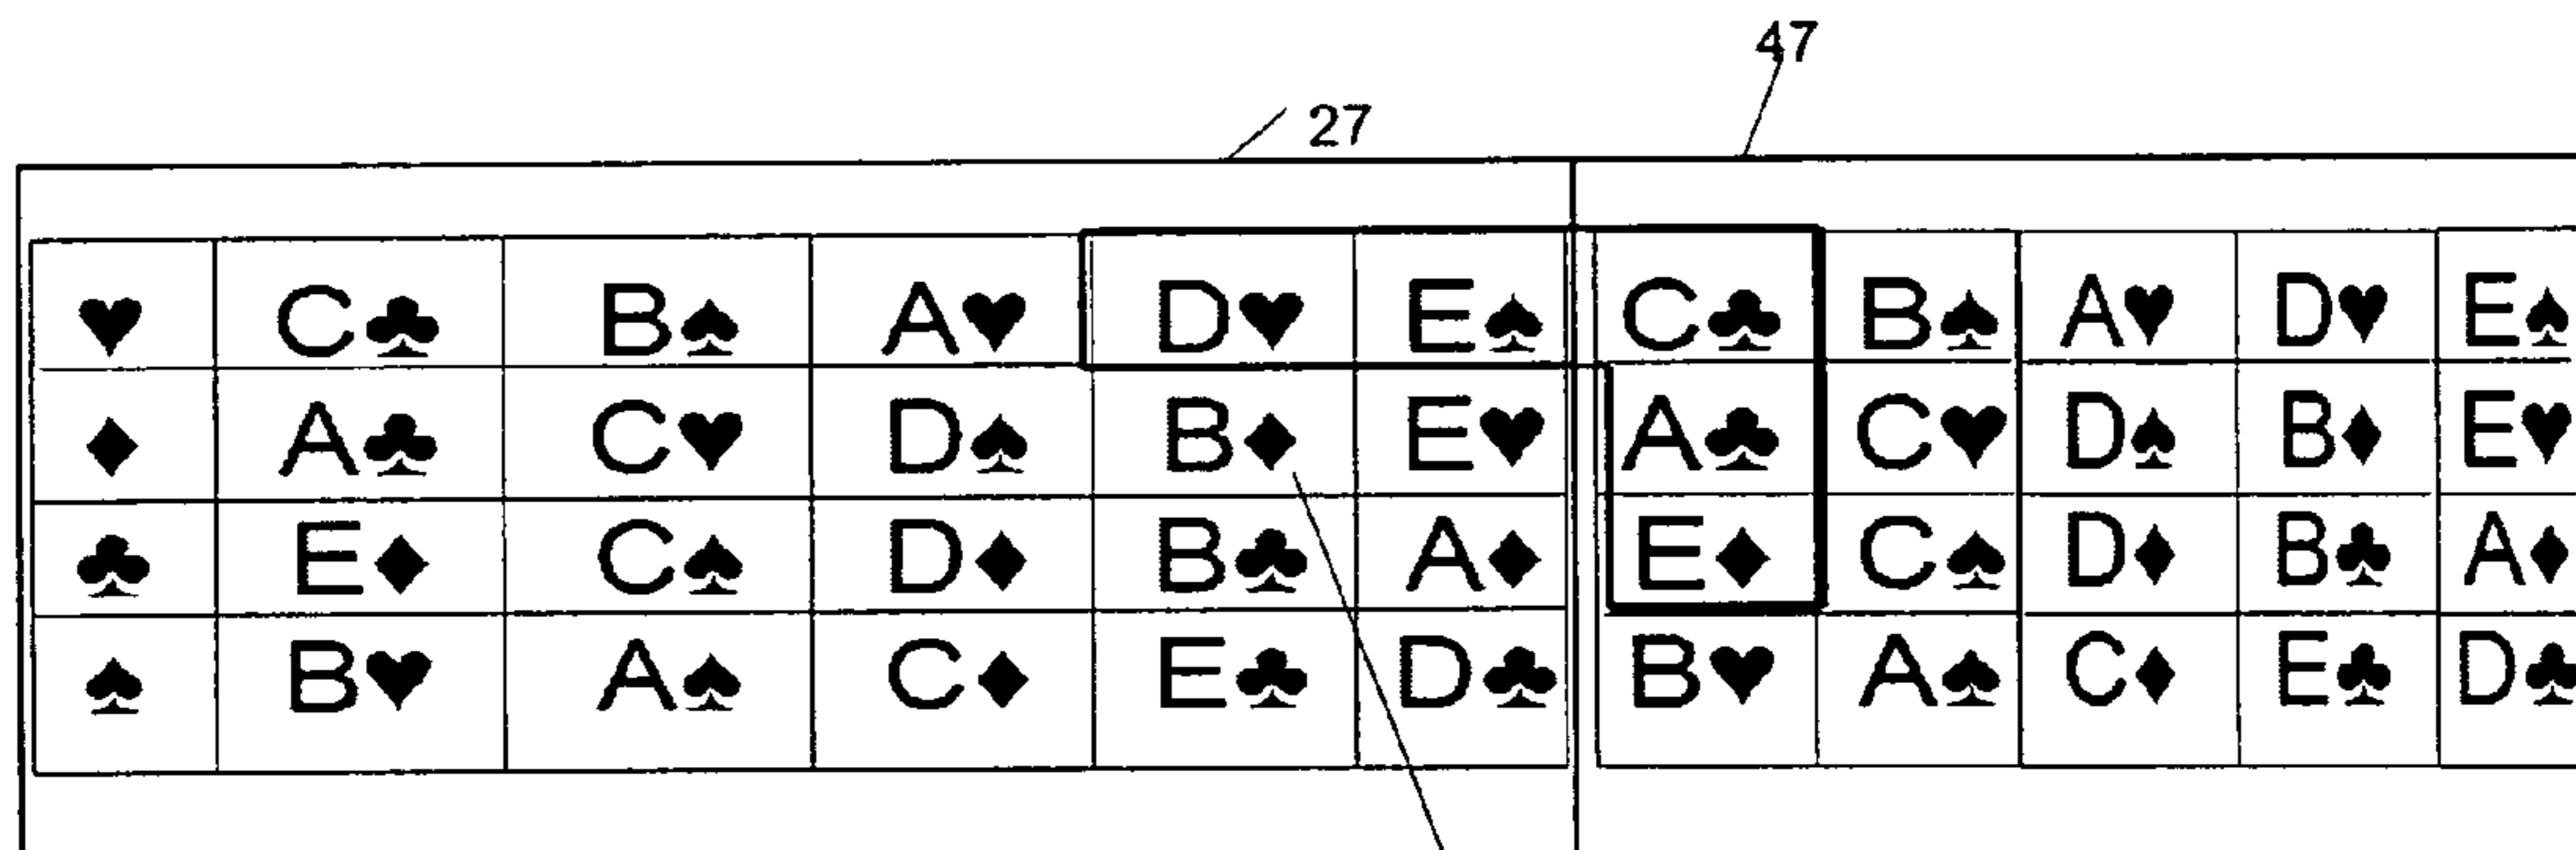 47
27
♥ C♣ B♠ A♥ D♥ E♠ C♣ B♠ A♥ D♥ E♠
♦ A♣ C♥ D♠ B♦ E♥ A♣ C♥ D♠ B♦ E♥
♣ E♦ C♠ D♦ B♣ A♦ E♦ C♠ D♦ B♣ A♦
♠ B♥ A♠ C♦ E♣ D♣ B♥ A♠ C♦ E♣ D♣